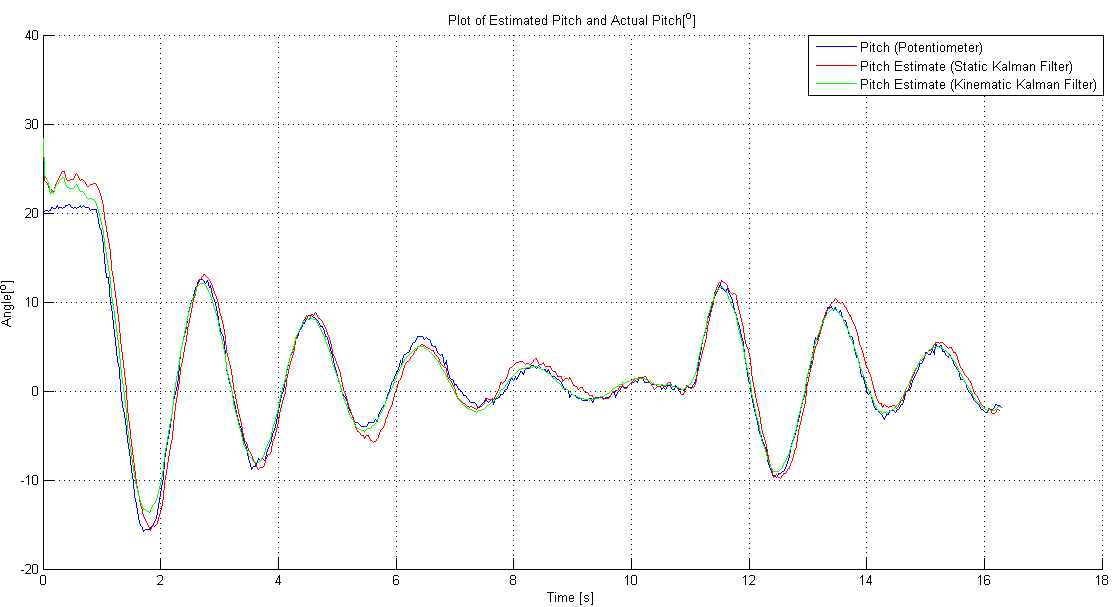 Plot of Estimated Pitch and Actual Pitch[°]
Pitch (Potentiometer)
Pitch Estimate (Static Kalman Filter)
Pitch Estimate (Kinematic Kalman Filter)
Angle[°]
40
30
20
10
0
-10
-20
0 2 4 6 8 10 12 14 16 18
Time [s]